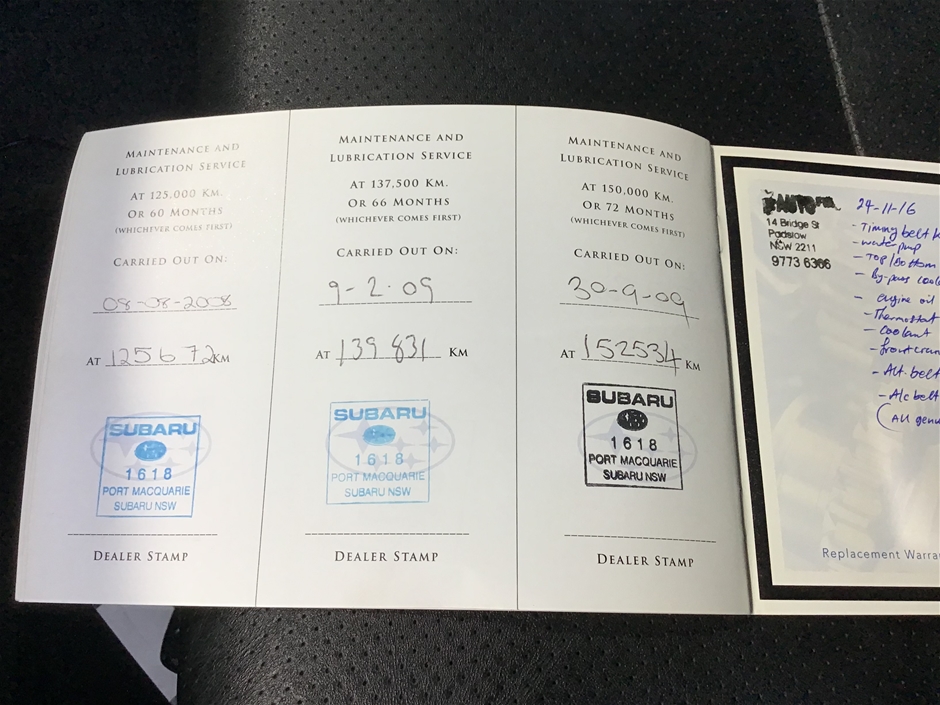 MAINTENANCE AND
LUBRICATION SERVICE
AT 125,000 KM.
OR 60 MONTHS
(WHICHEVER COMES FIRST)
CARRIED OUT ON:
08-08-2008
AT 125672 KM
SUBARU
1618
PORT MACQUARIE
SUBARU NSW
DEALER STAMP
MAINTENANCE AND
LUBRICATION SERVICE
AT 137,500 KM.
OR 66 MONTHS
(WHICHEVER COMES FIRST)
CARRIED OUT ON:
9-2-09
AT 139831 KM
SUBARU
1618
PORT MACQUARIE
SUBARU NSW
DEALER STAMP
MAINTENANCE AND
LUBRICATION SERVICE
AT 150,000 KM.
OR 72 MONTHS
(WHICHEVER COMES FIRST)
CARRIED OUT ON:
30-9-09
AT 152534 KM
SUBARU
1618
PORT MACQUARIE
SUBARU NSW
DEALER STAMP
14 Bridge St
Padstow
NSW 2211
9773 6366
24-11-16
- Timmy belt
- water pump
- Top/Bottom
- By-pass
- engine oil
- Thermostat
- Coolant
- front
- Alt. belt
- A/c belt
(All
Replacement